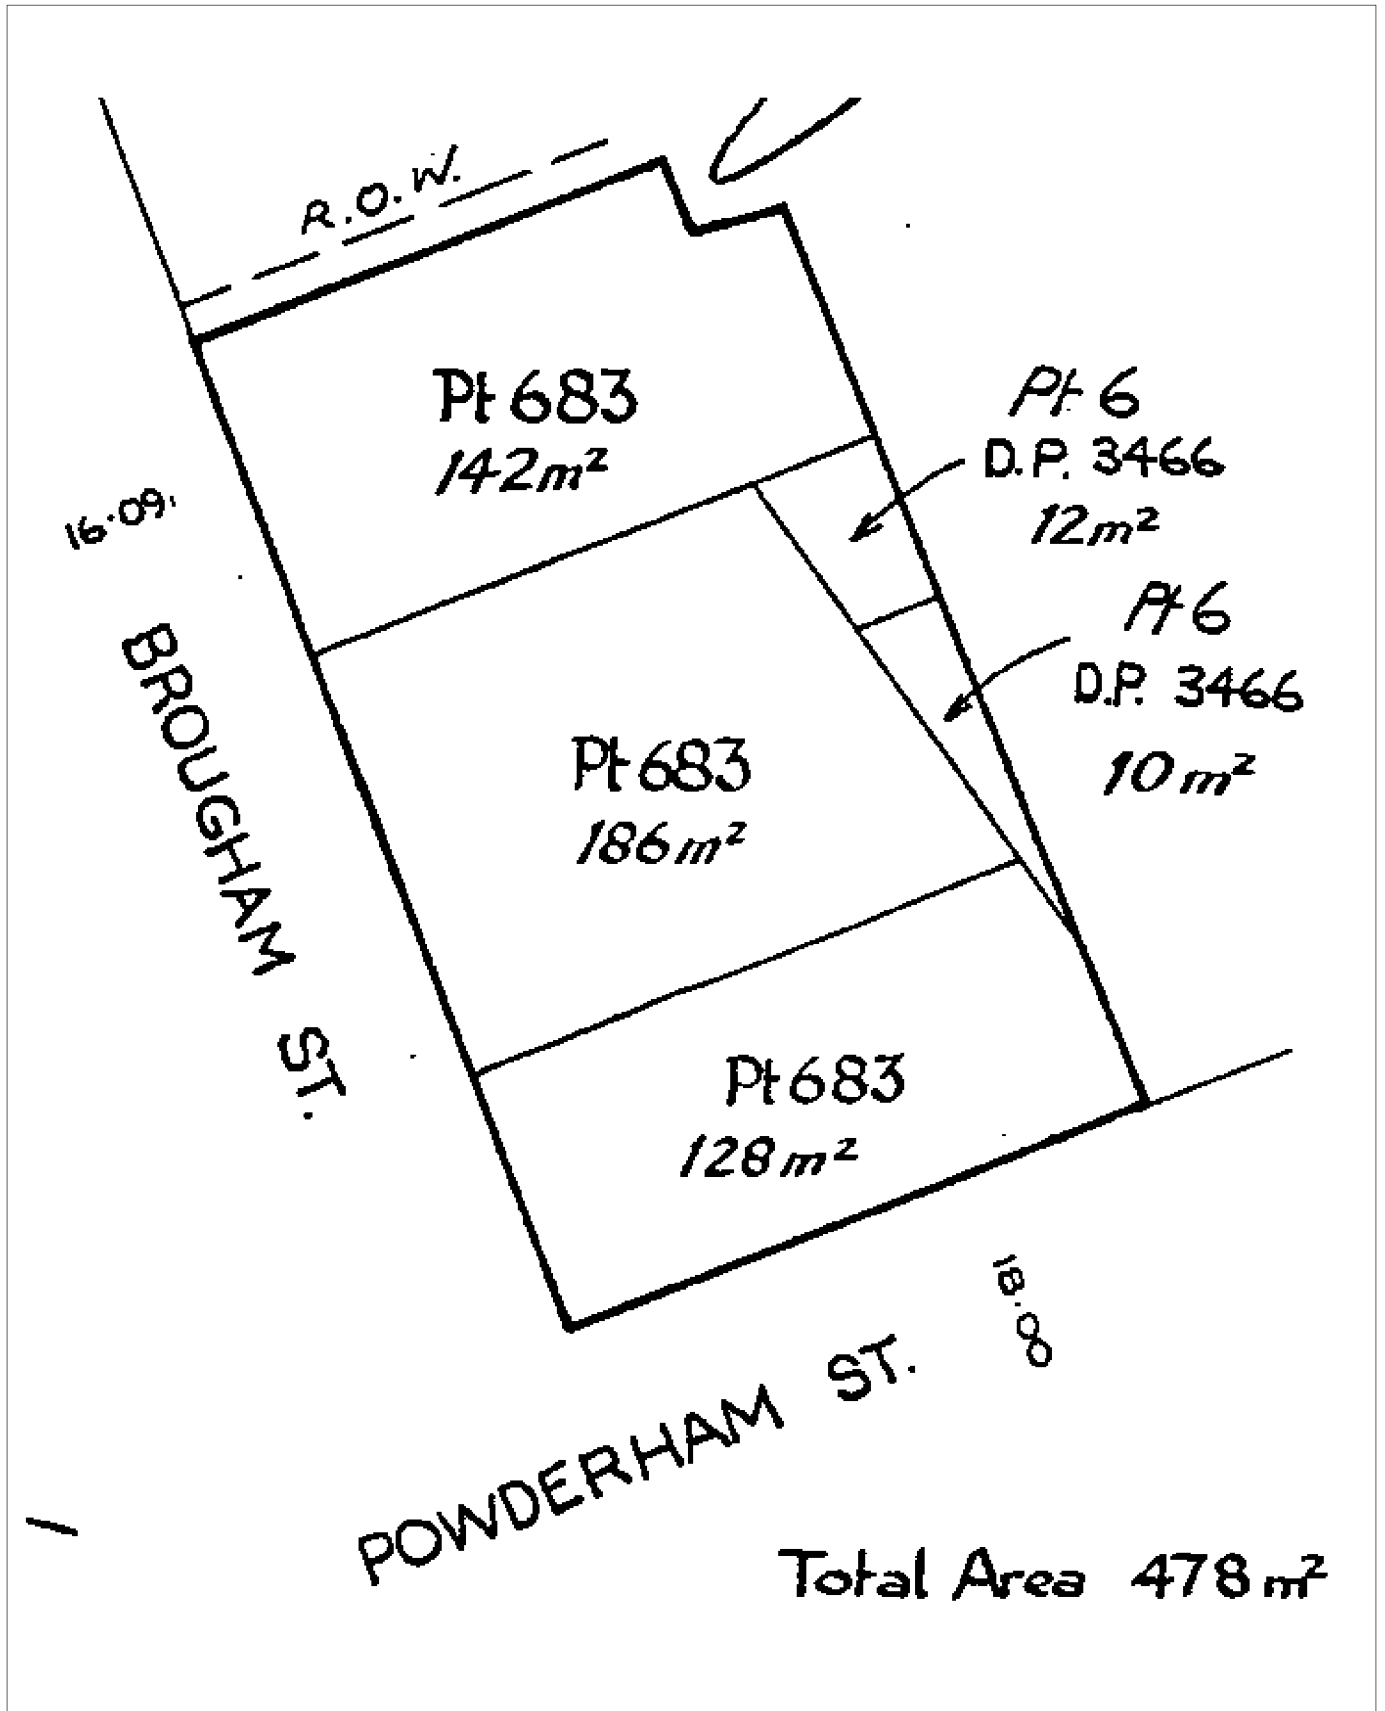 R.O.W.
Pt 683
142m²
Pt 6
D.P. 3466
12m²
16·09
Pt 6
D.P. 3466
10m²
BROUGHAM ST.
Pt 683
186m²
Pt 683
128m²
18·00
POWDERHAM ST.
Total Area 478m²